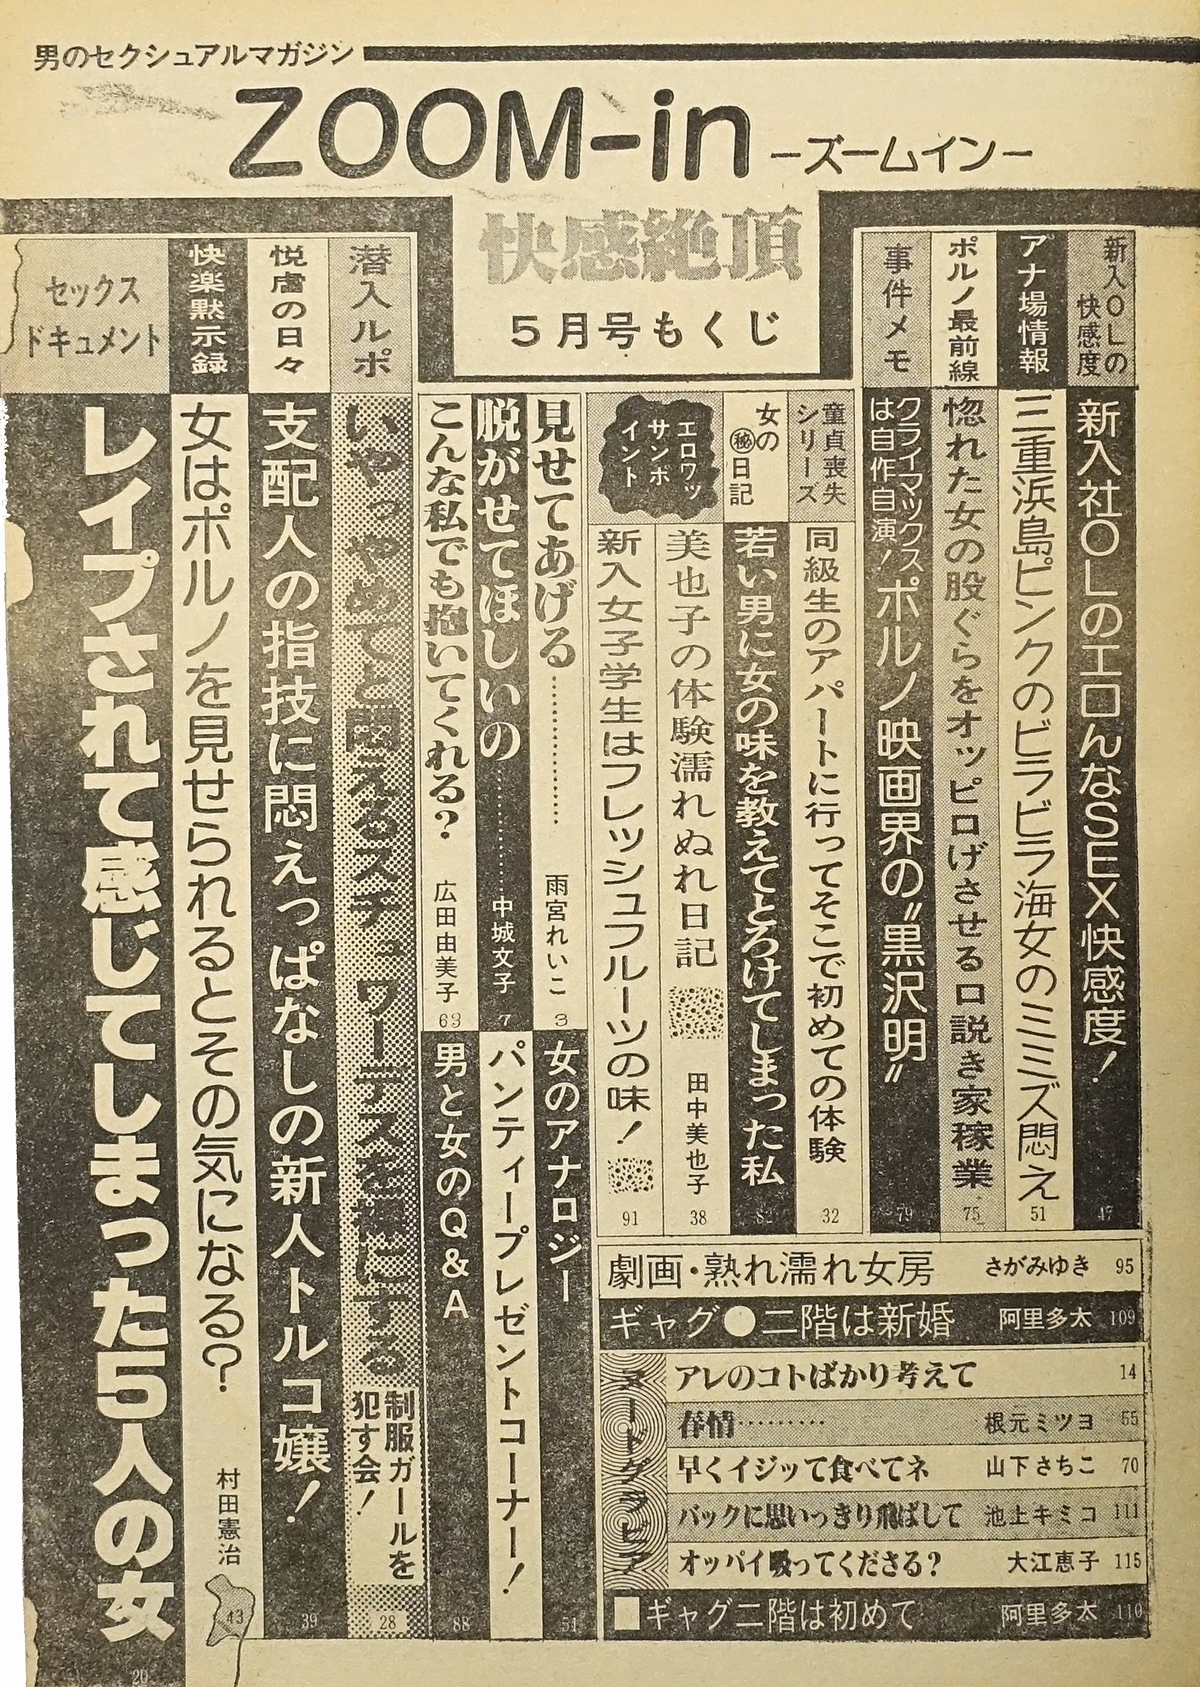 男のセクシュアルマガジン
ZOOM-in
ーズームインー
快感絶頂
5月号もくじ
新入OLの
快感度
新入社OLのエロんなSEX快感度！
47
アナ場情報
三重浜島ピンクのビラビラ海女のミミズ悶え
51
ポルノ最前線
惚れた女の股ぐらをオッピロげさせる口説き家稼業
75
事件メモ
クライマックス
は自作自演！
ポルノ映画界の〝黒沢明〟
79
童貞喪失
シリーズ
同級生のアパートに行ってそこで初めての体験
32
女の
㊙日記
若い男に女の味を教えてとろけてしまった私
82
エロワッ
サンポ
イント
美也子の体験濡れぬれ日記
田中美也子
38
新入女子学生はフレッシュフルーツの味！
91
見せてあげる…………
雨宮れいこ
3
脱がせてほしいの…………
中城文子
7
こんな私でも抱いてくれる？
広田由美子
63
女のアナロジー
51
パンティープレゼントコーナー！
男と女のQ&A
88
潜入ルポ
いやっやめてと悶えるスチュワーデスを
制服ガールを
犯す会！
28
悦虐の日々
支配人の指技に悶えっぱなしの新人トルコ嬢！
39
快楽黙示録
女はポルノを見せられるとその気になる？
村田憲治
43
セックス
ドキュメント
レイプされて感じてしまった5人の女
20
劇画・熟れ濡れ女房 さがみゆき 95
ギャグ●二階は新婚 阿里多太 109
ヌードグラビア
アレのコトばかり考えて 14
春情……… 根元ミツヨ 55
早くイジッて食べてネ 山下さちこ 70
バックに思いっきり飛ばして 池上キミコ 111
オッパイ吸ってくださる？ 大江恵子 115
■ギャグ二階は初めて 阿里多太 110